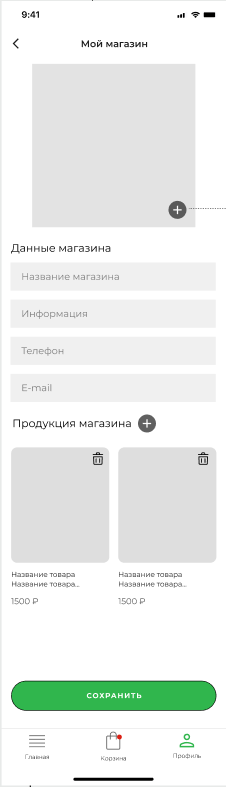 9:41
Мой магазин
Данные магазина
Название магазина
Информация
Телефон
E-mail
Продукция магазина
Название товара
Название товара...
1500 ₽
Название товара
Название товара...
1500 ₽
СОХРАНИТЬ
Главная
Корзина
Профиль